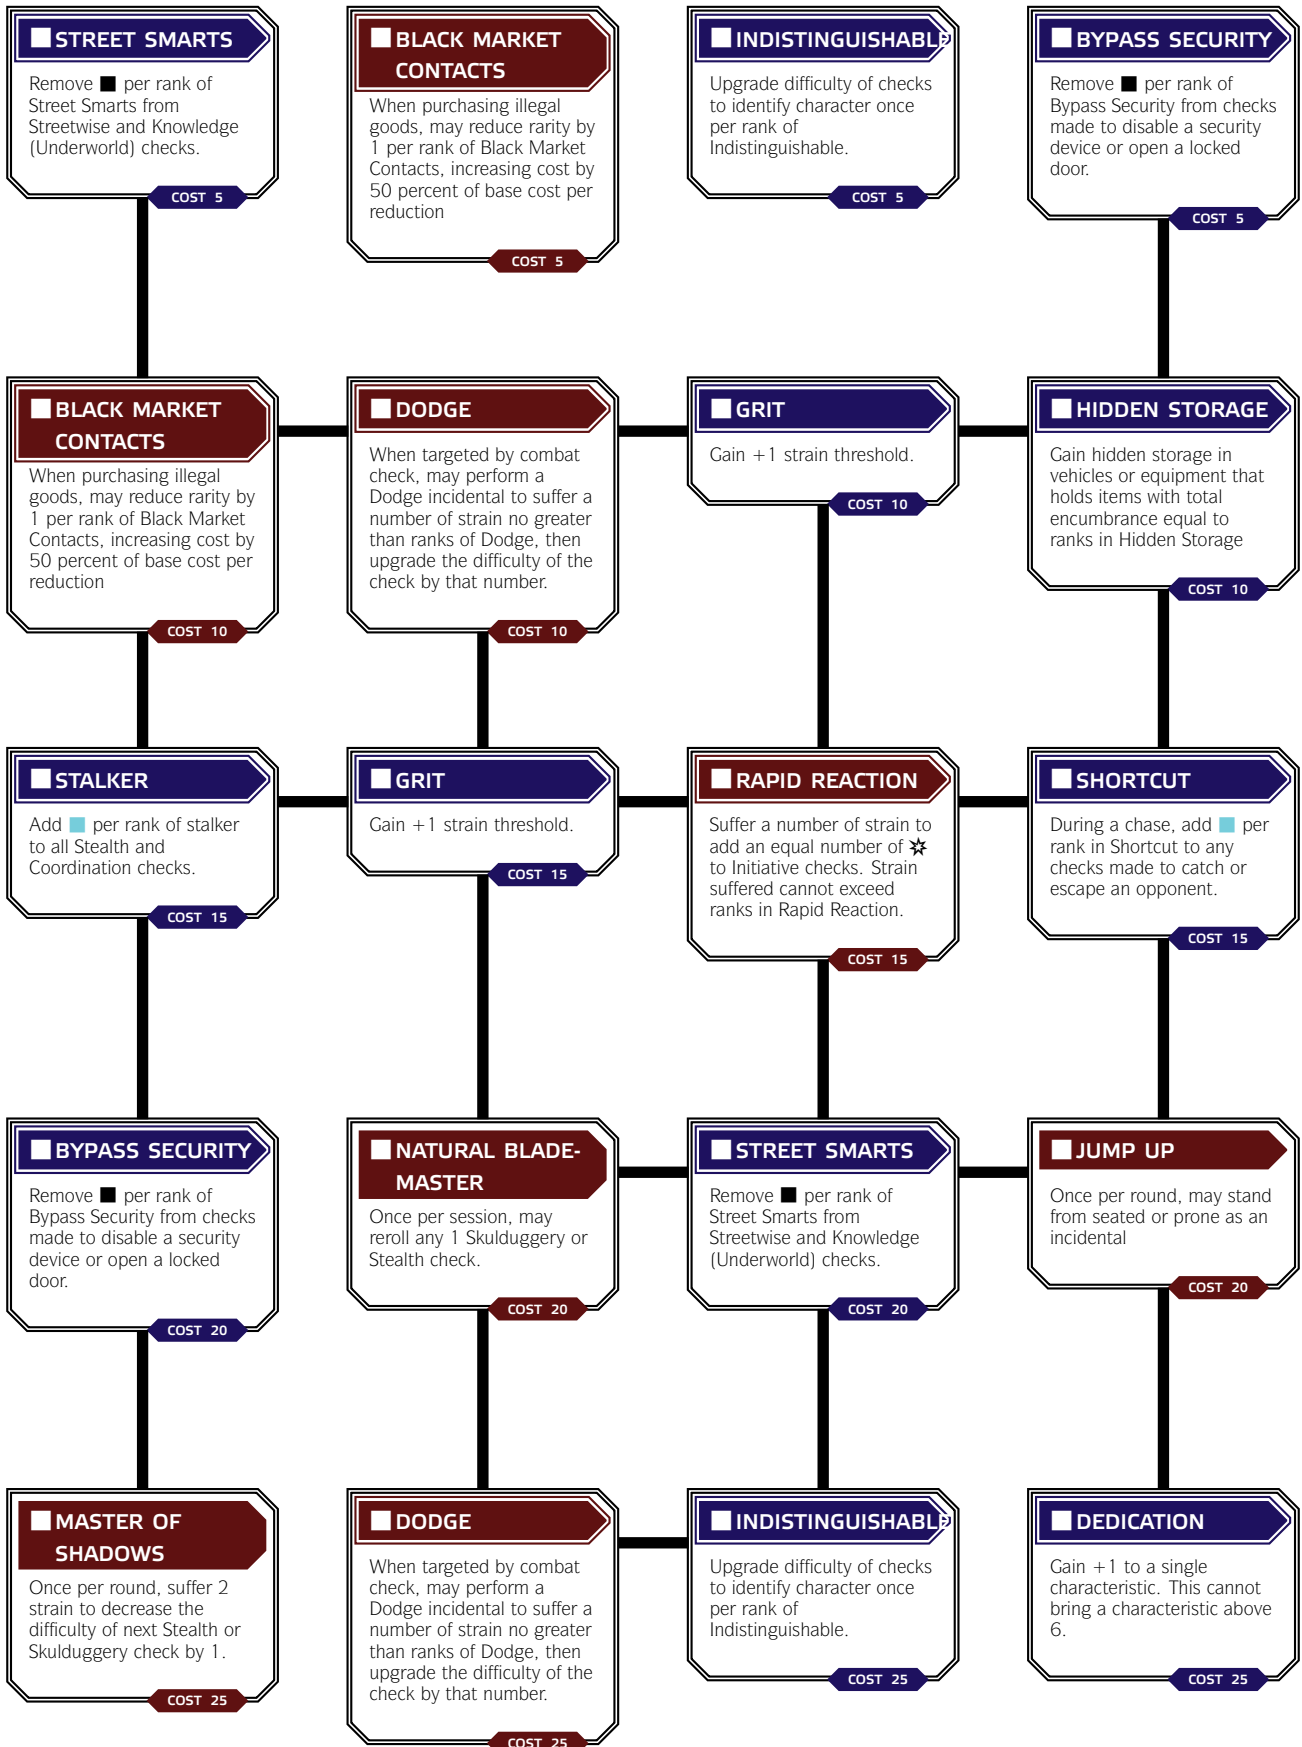 STREET SMARTS
Remove per rank of
Street Smarts from
Streetwise and Knowledge
(Underworld) checks.
COST 5
BLACK MARKET
CONTACTS
When purchasing illegal
goods, may reduce rarity by
1 per rank of Black Market
Contacts, increasing cost by
50 percent of base cost per
reduction
COST 5
INDISTINGUISHABLE
Upgrade difficulty of checks
to identify character once
per rank of
Indistinguishable.
COST 5
BYPASS SECURITY
Remove per rank of
Bypass Security from checks
made to disable a security
device or open a locked
door.
COST 5
BLACK MARKET
CONTACTS
When purchasing illegal
goods, may reduce rarity by
1 per rank of Black Market
Contacts, increasing cost by
50 percent of base cost per
reduction
COST 10
DODGE
When targeted by combat
check, may perform a
Dodge incidental to suffer a
number of strain no greater
than ranks of Dodge, then
upgrade the difficulty of the
check by that number.
COST 10
GRIT
Gain +1 strain threshold.
COST 10
HIDDEN STORAGE
Gain hidden storage in
vehicles or equipment that
holds items with total
encumbrance equal to
ranks in Hidden Storage
COST 10
STALKER
Add per rank of stalker
to all Stealth and
Coordination checks.
COST 15
GRIT
Gain +1 strain threshold.
COST 15
RAPID REACTION
Suffer a number of strain to
add an equal number of
to Initiative checks. Strain
suffered cannot exceed
ranks in Rapid Reaction.
COST 15
SHORTCUT
During a chase, add per
rank in Shortcut to any
checks made to catch or
escape an opponent.
COST 15
BYPASS SECURITY
Remove per rank of
Bypass Security from checks
made to disable a security
device or open a locked
door.
COST 20
NATURAL BLADE-
MASTER
Once per session, may
reroll any 1 Skulduggery or
Stealth check.
COST 20
STREET SMARTS
Remove per rank of
Street Smarts from
Streetwise and Knowledge
(Underworld) checks.
COST 20
JUMP UP
Once per round, may stand
from seated or prone as an
incidental
COST 20
MASTER OF
SHADOWS
Once per round, suffer 2
strain to decrease the
difficulty of next Stealth or
Skulduggery check by 1.
COST 25
DODGE
When targeted by combat
check, may perform a
Dodge incidental to suffer a
number of strain no greater
than ranks of Dodge, then
upgrade the difficulty of the
check by that number.
COST 25
INDISTINGUISHABLE
Upgrade difficulty of checks
to identify character once
per rank of
Indistinguishable.
COST 25
DEDICATION
Gain +1 to a single
characteristic. This cannot
bring a characteristic above
6.
COST 25